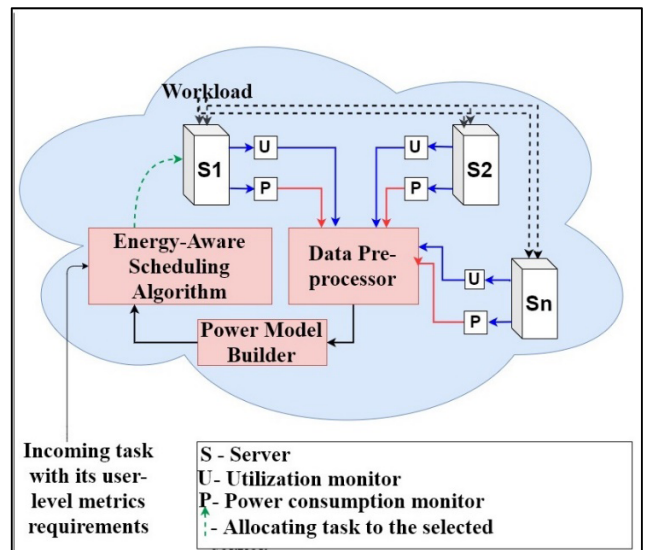 Workload
S1
U
P
U
P
S2
Energy-Aware
Scheduling
Algorithm
Data Pre-
processor
U
P
Sn
Power Model
Builder
Incoming task
with its user-
level metrics
requirements
S - Server
U- Utilization monitor
P- Power consumption monitor
- Allocating task to the selected